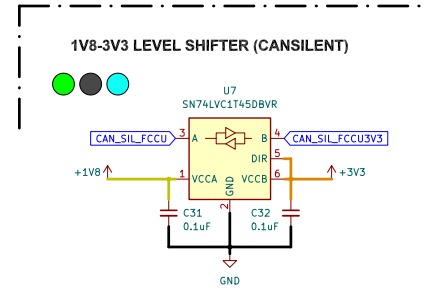 1V8-3V3 LEVEL SHIFTER (CANSILENT)
U7
SN74LVC1T45DBVR
CAN_SIL_FCCU 3 A B 4 CAN_SIL_FCCU3V3
DIR 5
+1V8 1 VCCA GND VCCB 6 +3V3
2
C31 C32
0.1uF 0.1uF
GND